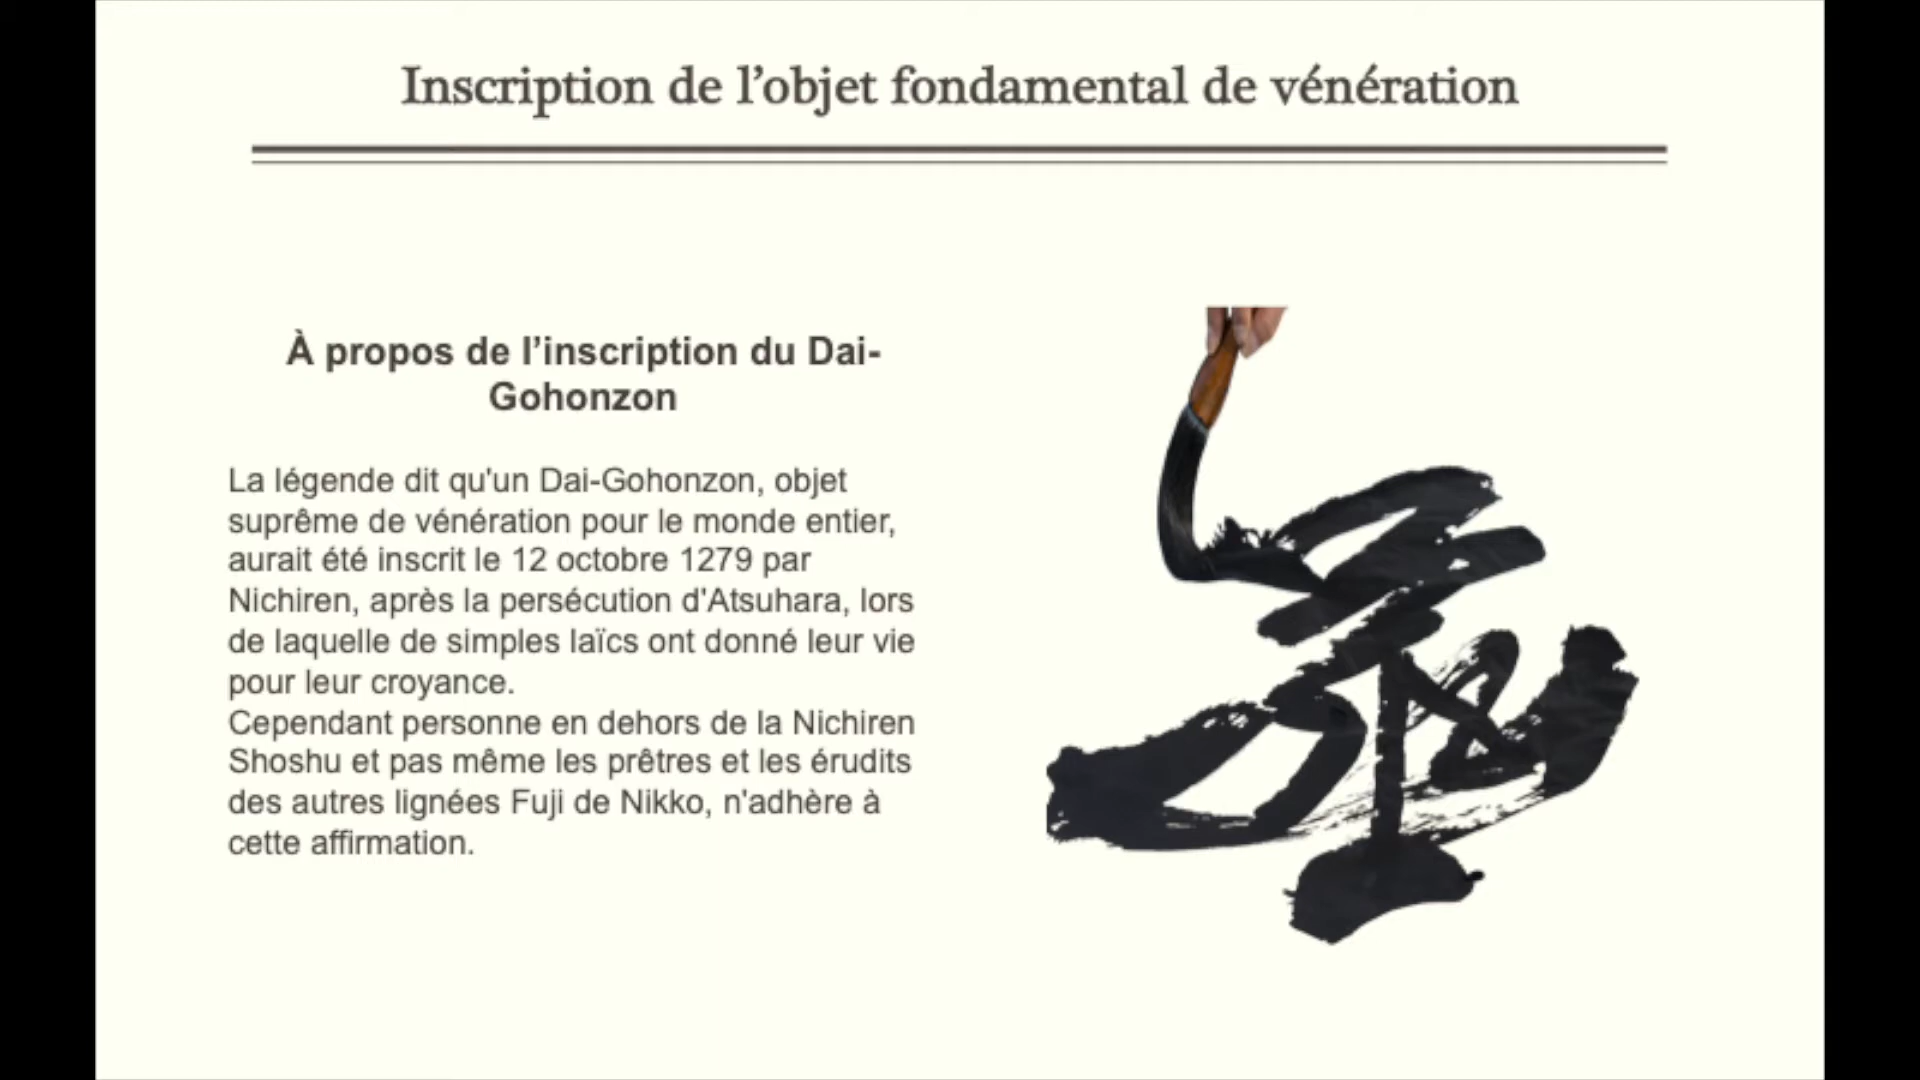 Inscription de l’objet fondamental de vénération
À propos de l’inscription du Dai-
Gohonzon
La légende dit qu'un Dai-Gohonzon, objet
suprême de vénération pour le monde entier,
aurait été inscrit le 12 octobre 1279 par
Nichiren, après la persécution d'Atsuhara, lors
de laquelle de simples laïcs ont donné leur vie
pour leur croyance.
Cependant personne en dehors de la Nichiren
Shoshu et pas même les prêtres et les érudits
des autres lignées Fuji de Nikko, n'adhère à
cette affirmation.